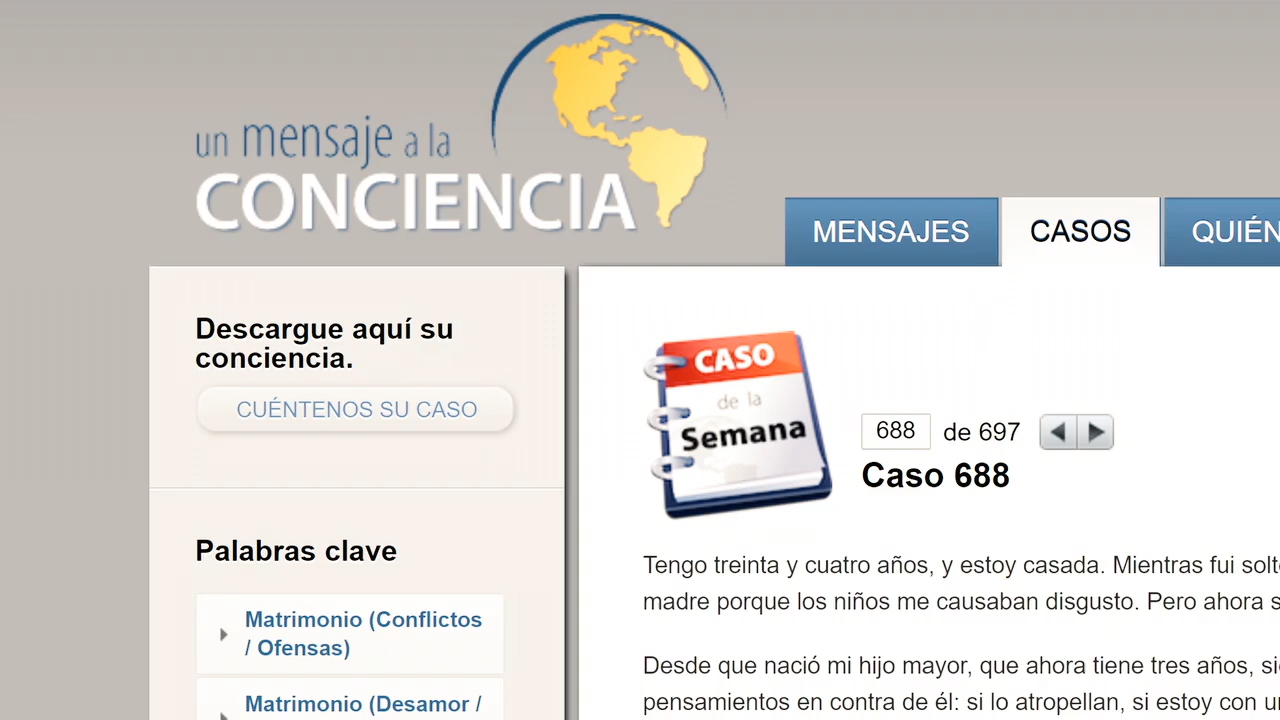 un mensaje a la
CONCIENCIA
MENSAJES
CASOS
QUIÉN
Descargue aquí su
conciencia.
CUÉNTENOS SU CASO
CASO
de la
Semana
688 de 697
Caso 688
Palabras clave
Matrimonio (Conflictos
/ Ofensas)
Matrimonio (Desamor /
Tengo treinta y cuatro años, y estoy casada. Mientras fui
madre porque los niños me causaban disgusto. Pero ahora
Desde que nació mi hijo mayor, que ahora tiene tres años,
pensamientos en contra de él: si lo atropellan, si estoy con